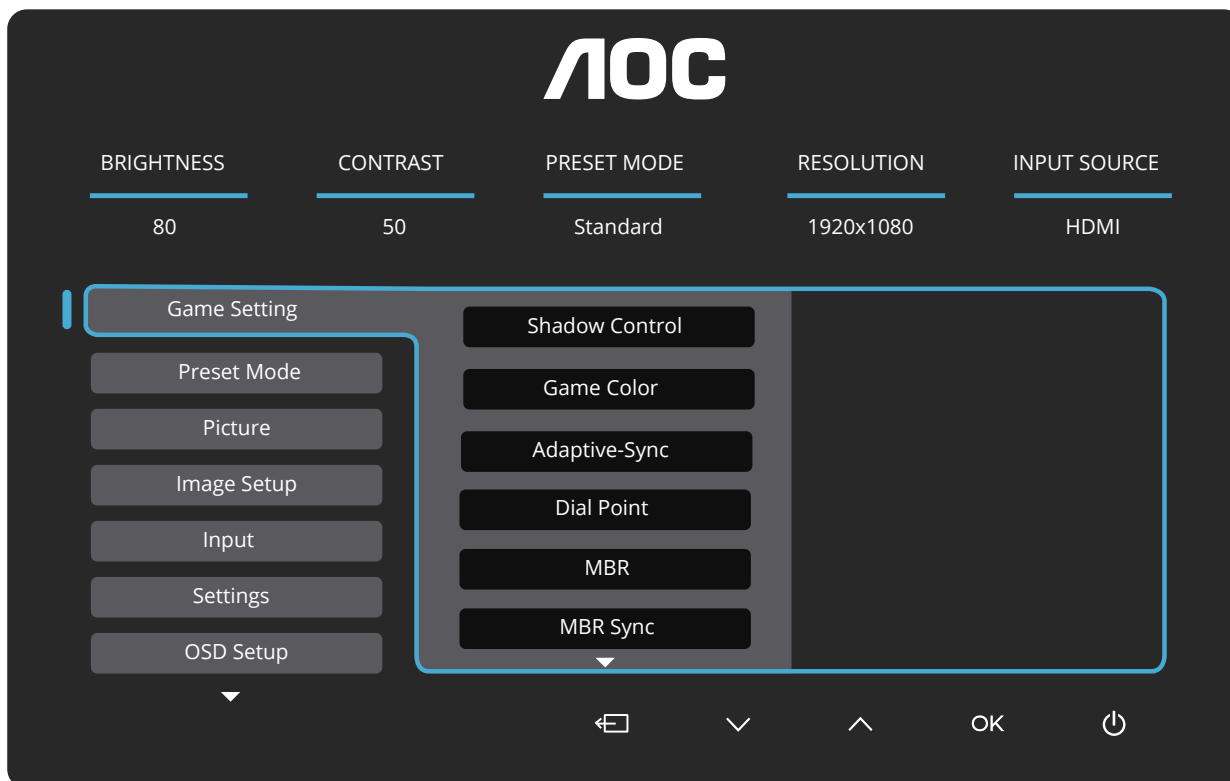 AOC
BRIGHTNESS CONTRAST PRESET MODE RESOLUTION INPUT SOURCE
80 50 Standard 1920x1080 HDMI
Game Setting
Preset Mode
Picture
Image Setup
Input
Settings
OSD Setup
Shadow Control
Game Color
Adaptive-Sync
Dial Point
MBR
MBR Sync
OK